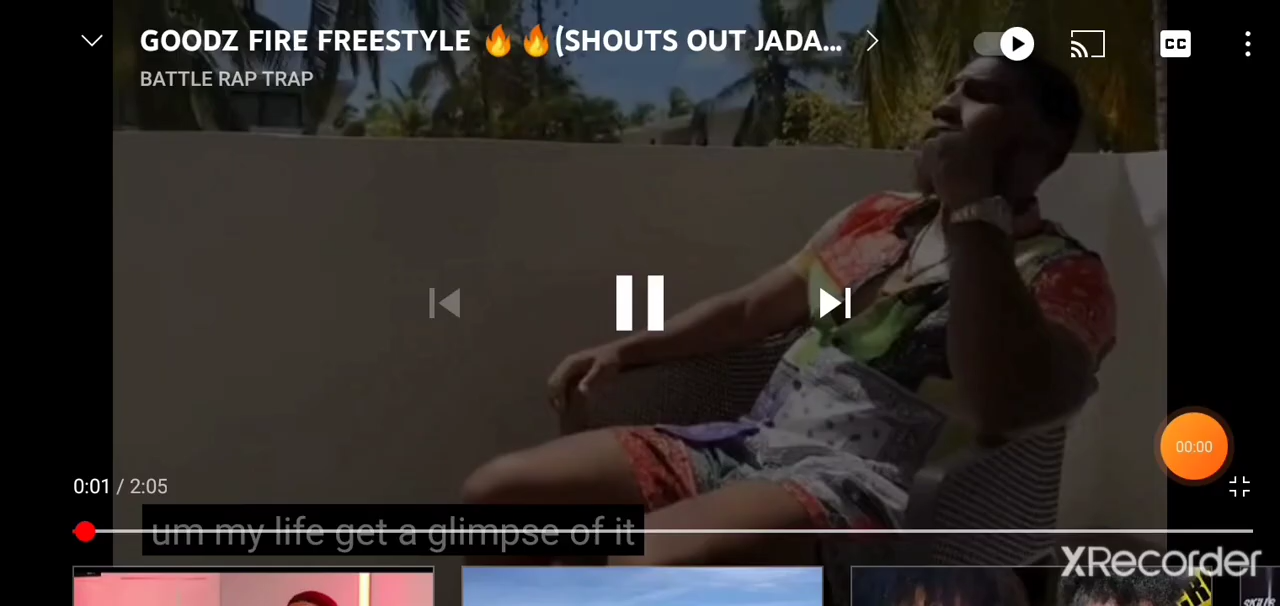 GOODZ FIRE FREESTYLE 🔥🔥(SHOUTS OUT JADA...
BATTLE RAP TRAP
CC
00:00
0:01 / 2:05
um my life get a glimpse of it
XRecorder